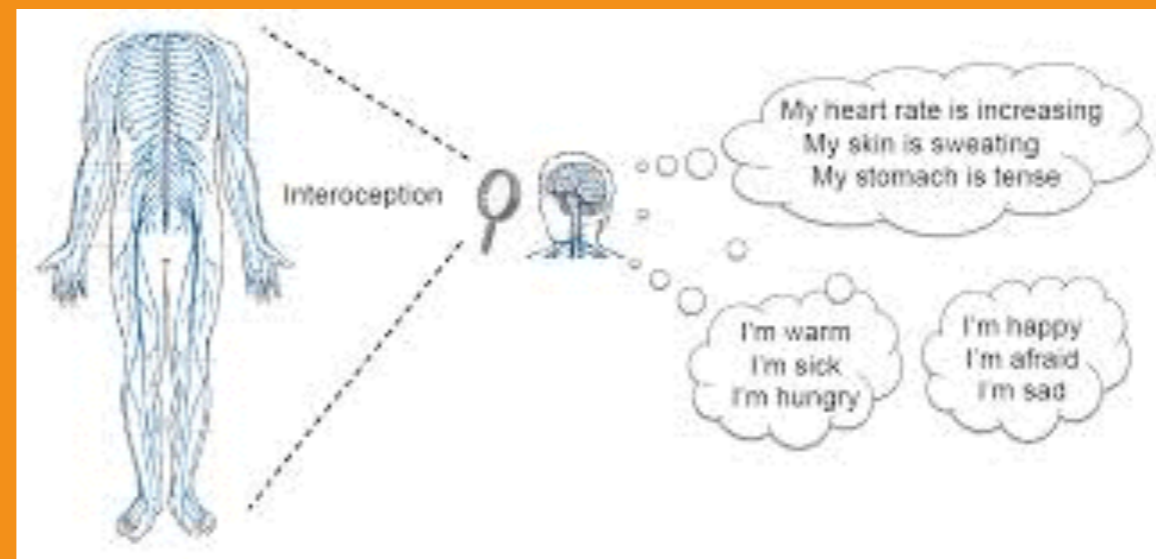 Interoception
My heart rate is increasing
My skin is sweating
My stomach is tense
I'm warm
I'm sick
I'm hungry
I'm happy
I'm afraid
I'm sad